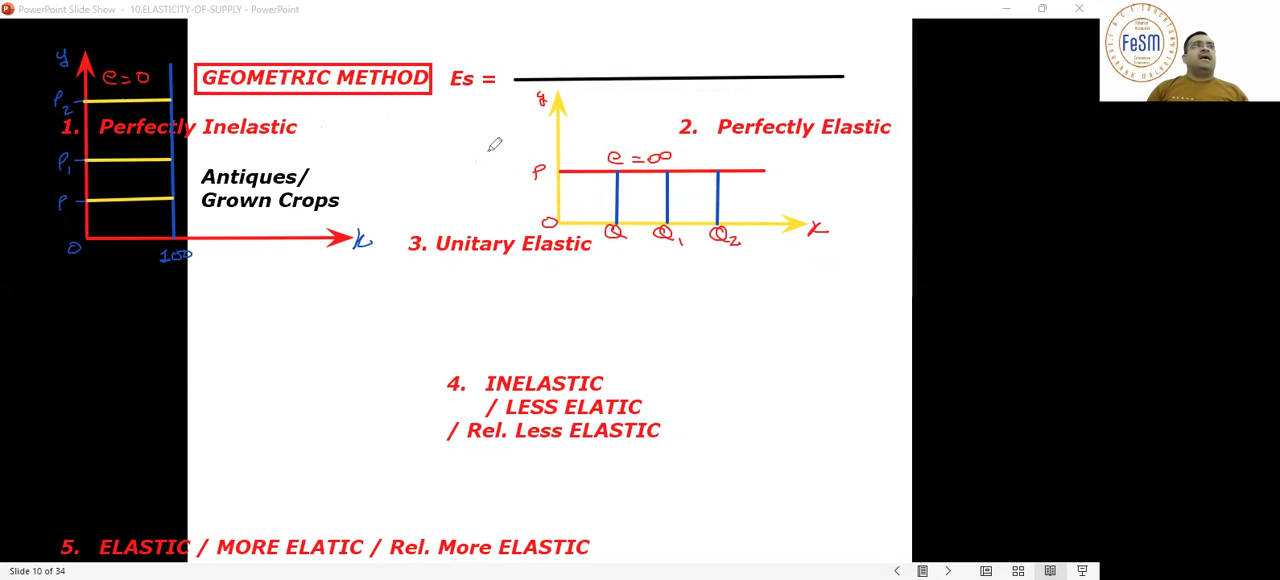 PowerPoint Slide Show - 10.ELASTICITY-OF-SUPPLY - PowerPoint
FeSM
y
e = 0
GEOMETRIC METHOD Es =
P2
y
1. Perfectly Inelastic
2. Perfectly Elastic
P1
e = ∞
P
Antiques/
Grown Crops
P
0
Q Q1 Q2 X
0
100
X
3. Unitary Elastic
4. INELASTIC
/ LESS ELATIC
/ Rel. Less ELASTIC
5. ELASTIC / MORE ELATIC / Rel. More ELASTIC
Slide 10 of 34